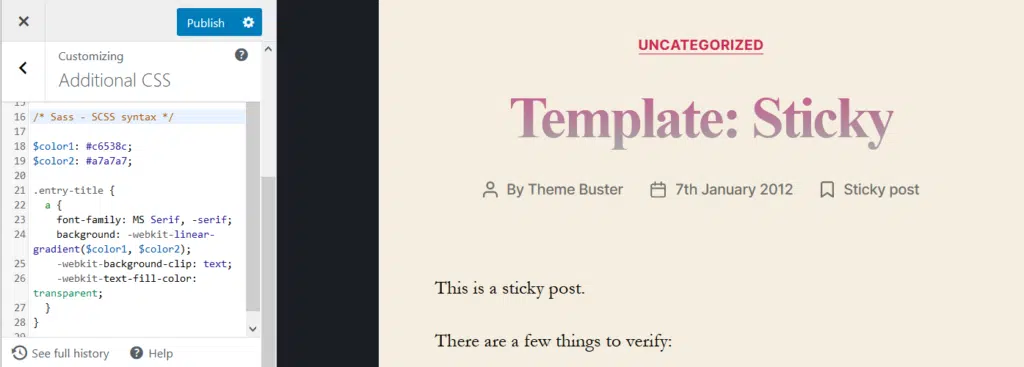 Publish
Customizing
Additional CSS
15
16 /* Sass - SCSS syntax */
17
18 $color1: #c6538c;
19 $color2: #a7a7a7;
20
21 .entry-title {
22 a {
23 font-family: MS Serif, -serif;
24 background: -webkit-linear-
gradient($color1, $color2);
25 -webkit-background-clip: text;
26 -webkit-text-fill-color:
transparent;
27 }
28 }
29
See full history Help
UNCATEGORIZED
Template: Sticky
By Theme Buster 7th January 2012 Sticky post
This is a sticky post.
There are a few things to verify: